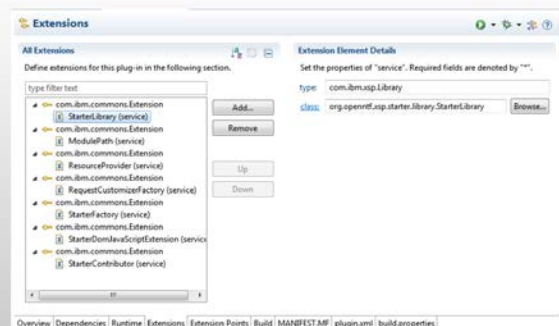 Extensions
All Extensions
Define extensions for this plug-in in the following section.
type filter text
com.ibm.commons.Extension
StarterLibrary (service)
com.ibm.commons.Extension
ModulePath (service)
com.ibm.commons.Extension
ResourceProvider (service)
com.ibm.commons.Extension
RequestCustomizerFactory (service)
com.ibm.commons.Extension
StarterFactory (service)
com.ibm.commons.Extension
StarterDomJavaScriptExtension (service
com.ibm.commons.Extension
StarterContributor (service)
Add...
Remove
Up
Down
Extension Element Details
Set the properties of "service". Required fields are denoted by "*".
type: com.ibm.xsp.Library
class: org.openntf.xsp.starter.library.StarterLibrary Browse...
Overview Dependencies Runtime Extensions Extension Points Build MANIFEST.MF plugin.xml build.properties